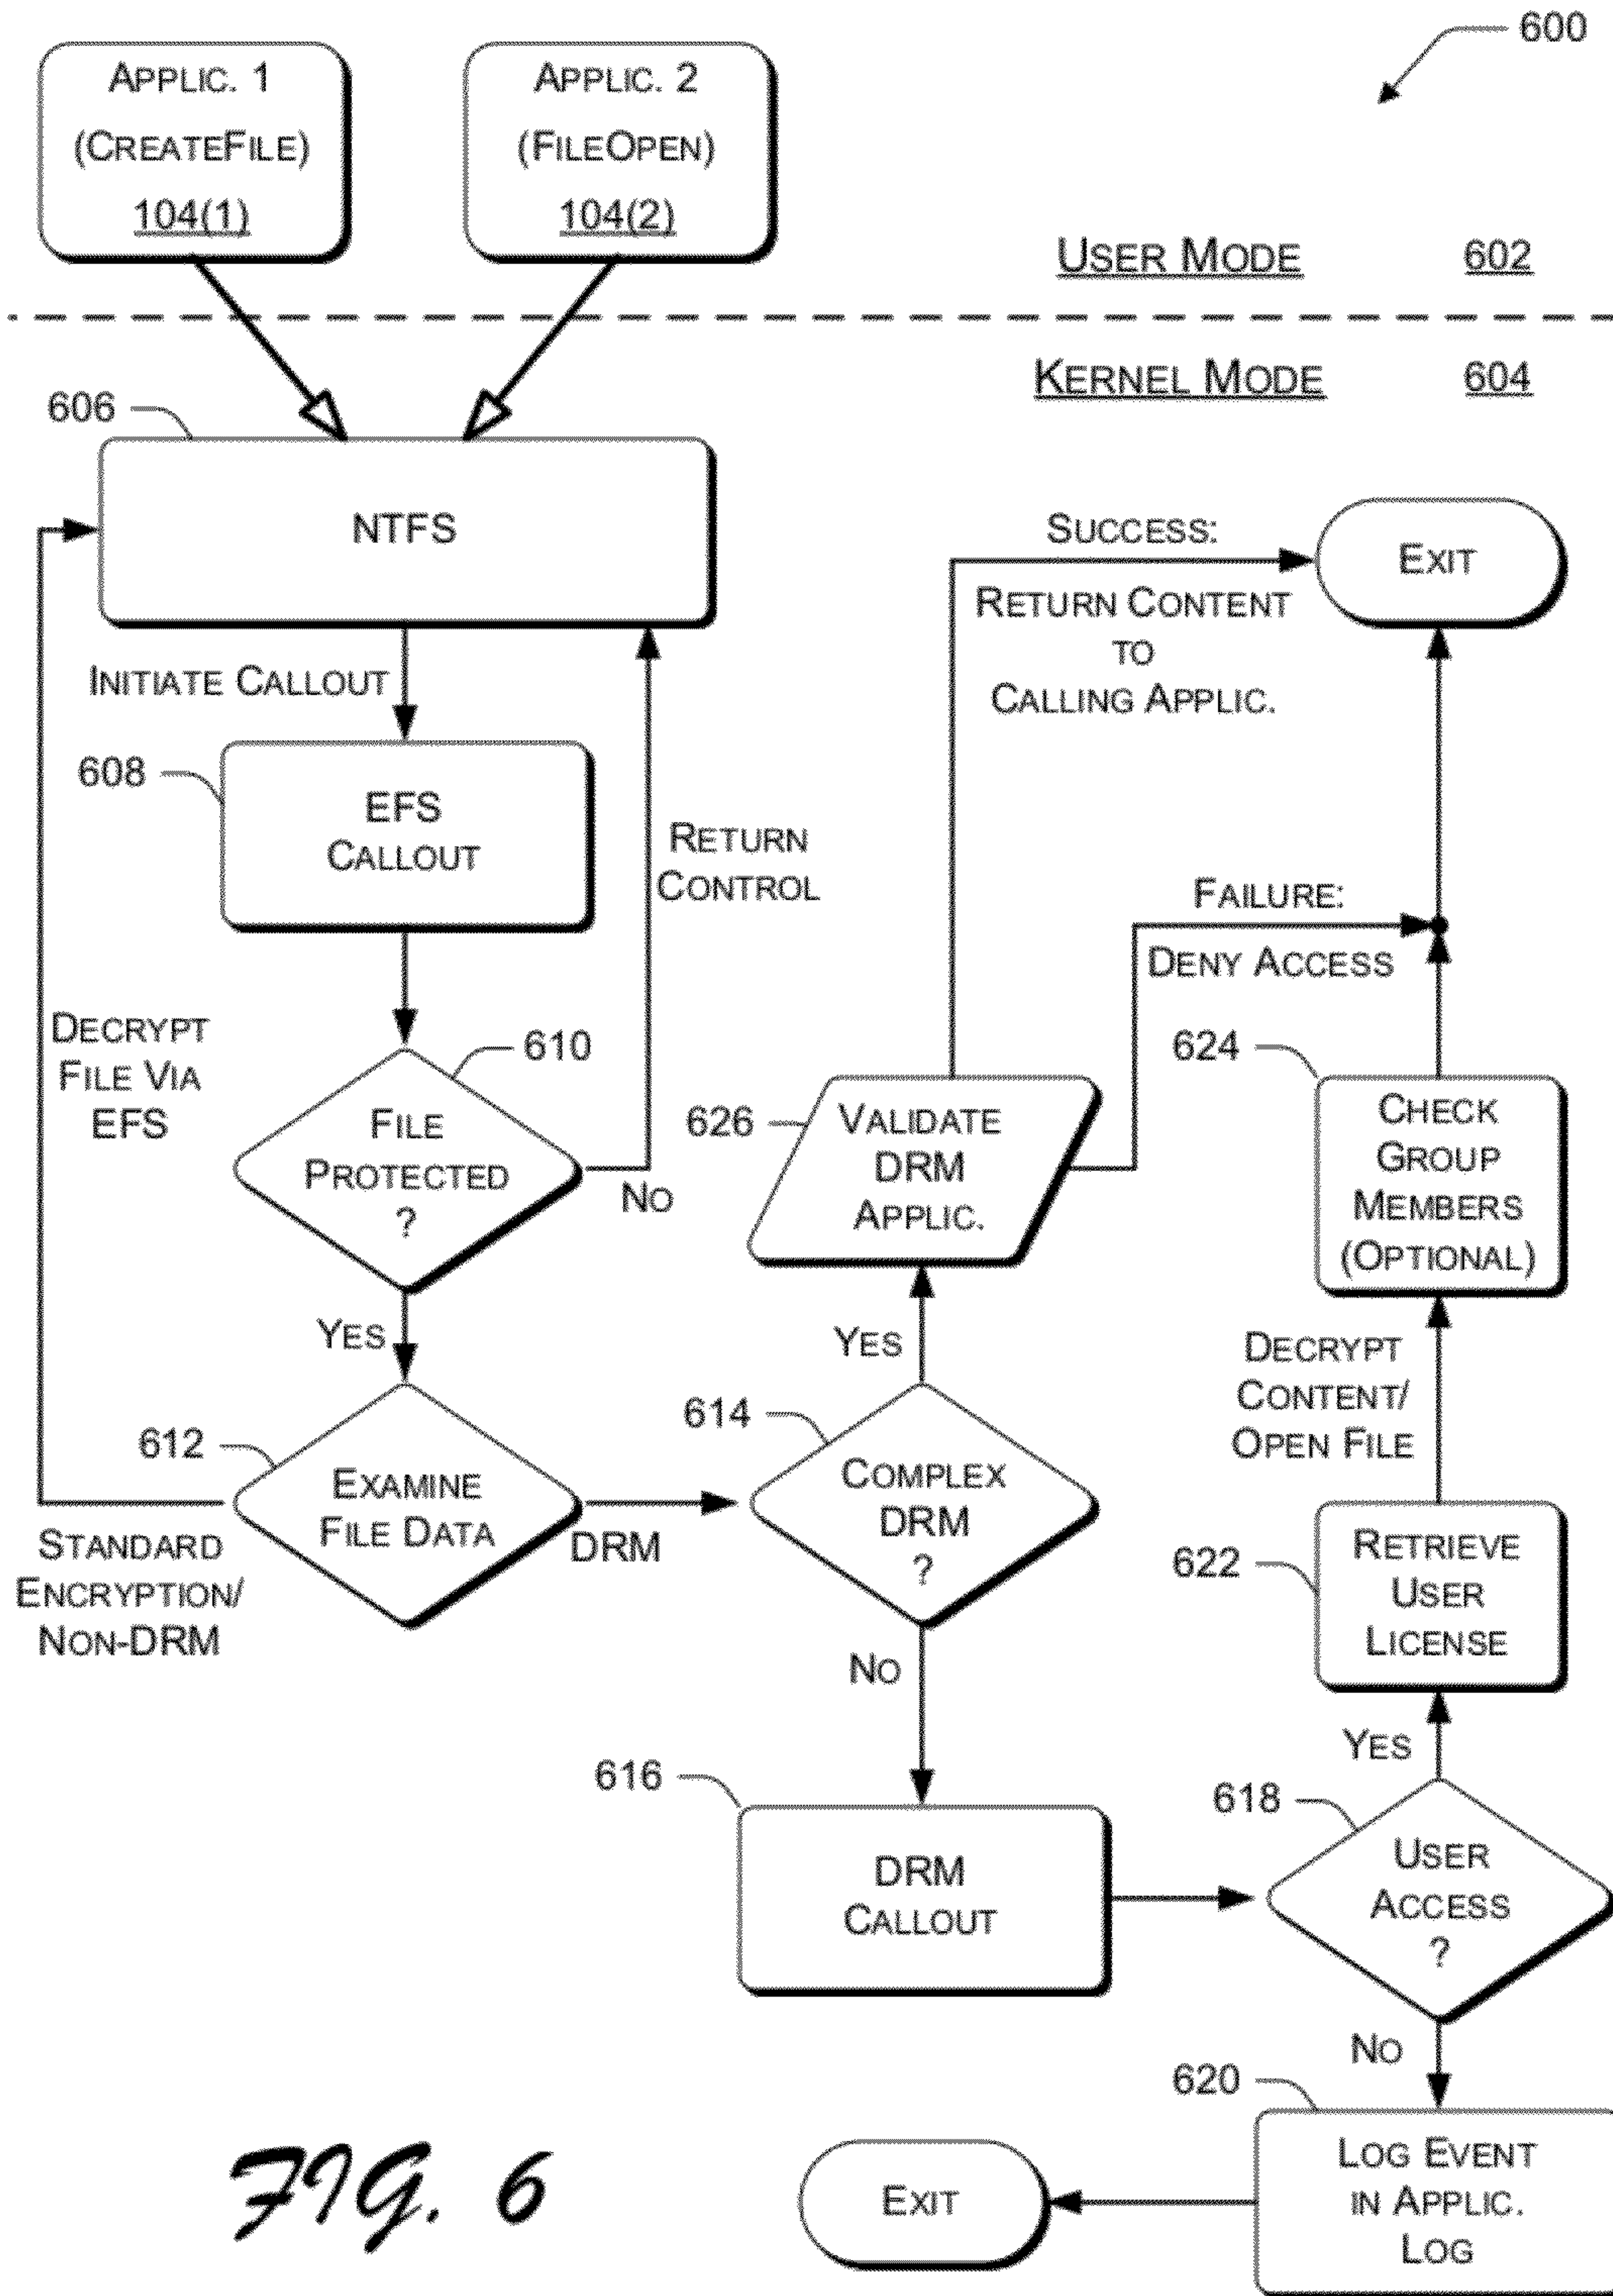 600
APPLIC. 1
(CREATEFILE)
104(1)
APPLIC. 2
(FILEOPEN)
104(2)
USER MODE 602
KERNEL MODE 604
606
NTFS
INITIATE CALLOUT
608
EFS
CALLOUT
RETURN
CONTROL
DECRYPT
FILE VIA
EFS
610
FILE
PROTECTED
?
NO
YES
612
EXAMINE
FILE DATA
STANDARD
ENCRYPTION/
NON-DRM
DRM
614
COMPLEX
DRM
?
YES
NO
626
VALIDATE
DRM
APPLIC.
SUCCESS:
RETURN CONTENT
TO
CALLING APPLIC.
EXIT
FAILURE:
DENY ACCESS
624
CHECK
GROUP
MEMBERS
(OPTIONAL)
DECRYPT
CONTENT/
OPEN FILE
622
RETRIEVE
USER
LICENSE
YES
616
DRM
CALLOUT
618
USER
ACCESS
?
NO
620
LOG EVENT
IN APPLIC.
LOG
EXIT
FIG. 6